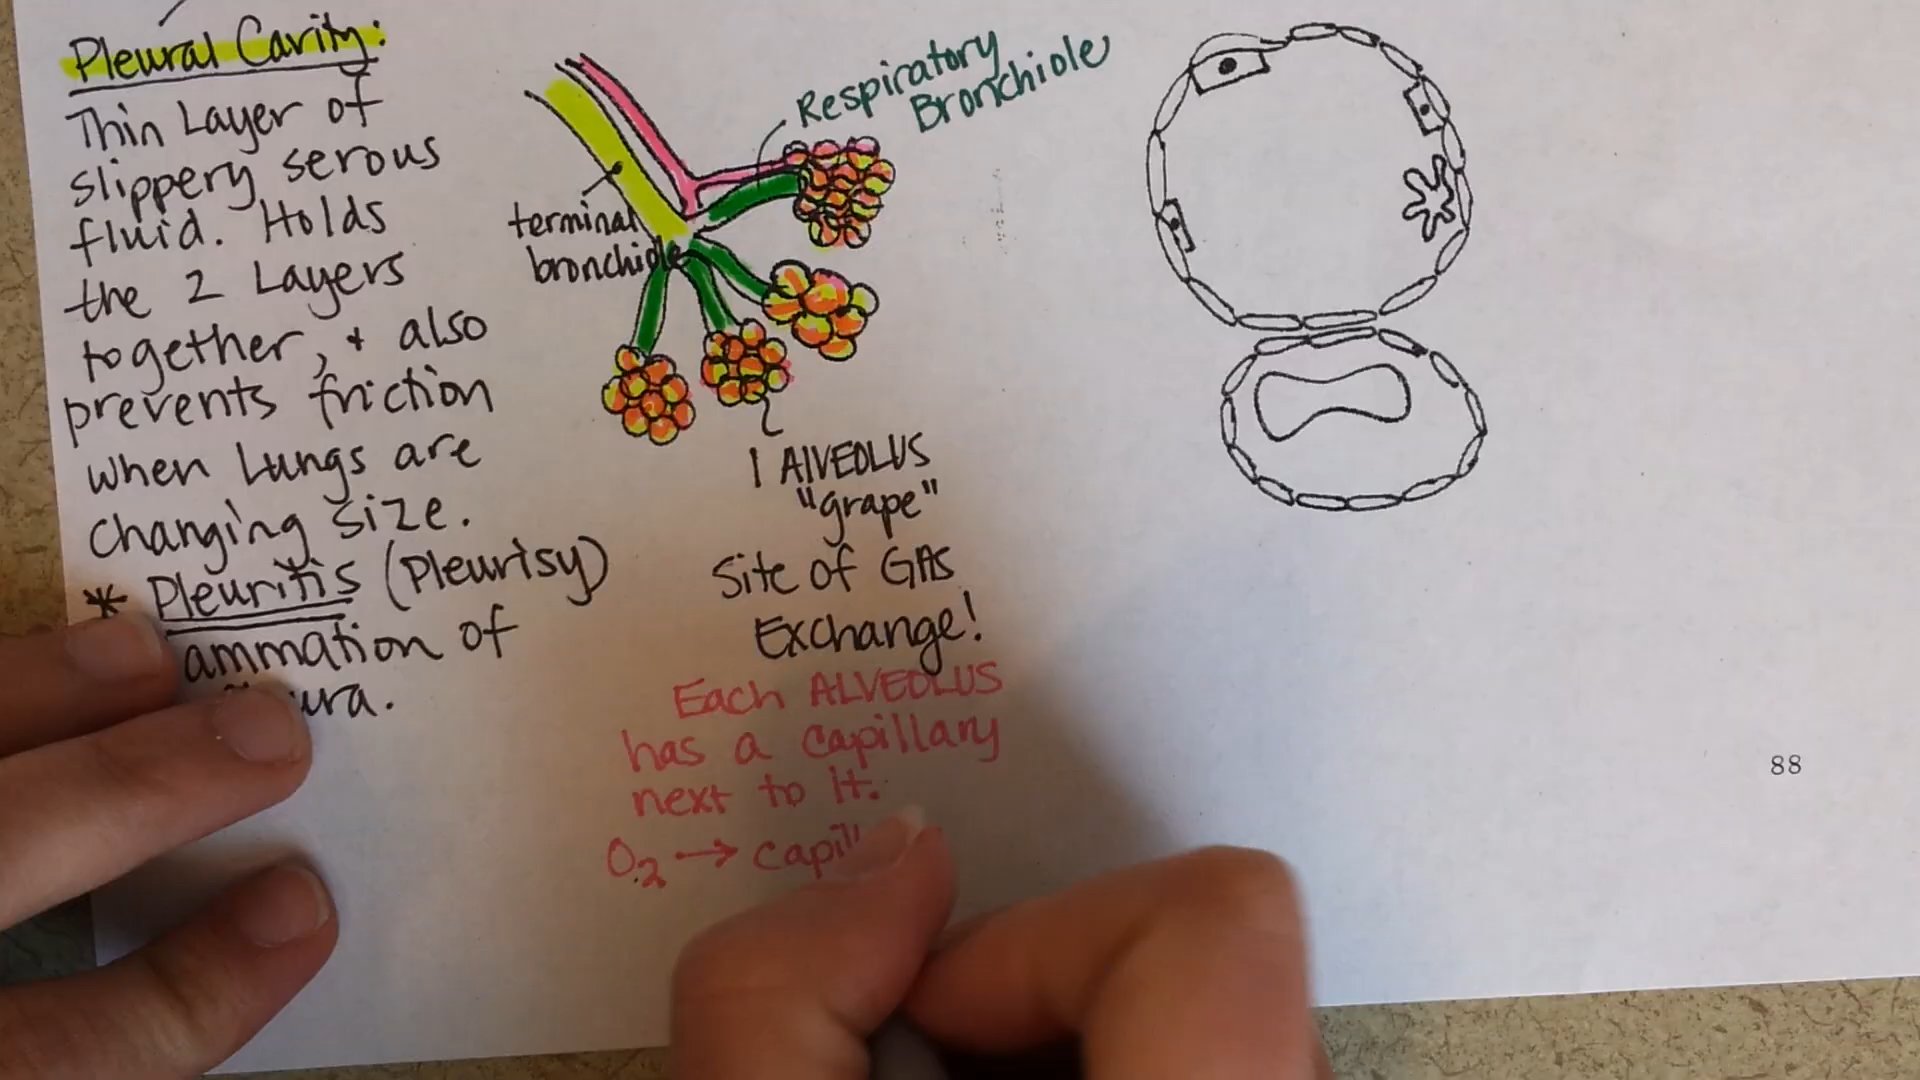 Pleural Cavity:
Thin Layer of
slippery serous
fluid. Holds
the 2 Layers
together, + also
prevents friction
when Lungs are
changing size.
* Pleuritis (Pleurisy)
ammation of
ura.
Respiratory
Bronchiole
terminal
bronchiole
1 AlVEOLUS
"grape"
Site of GAS
Exchange!
Each ALVEOLUS
has a capillary
next to It.
O₂ → capill
88